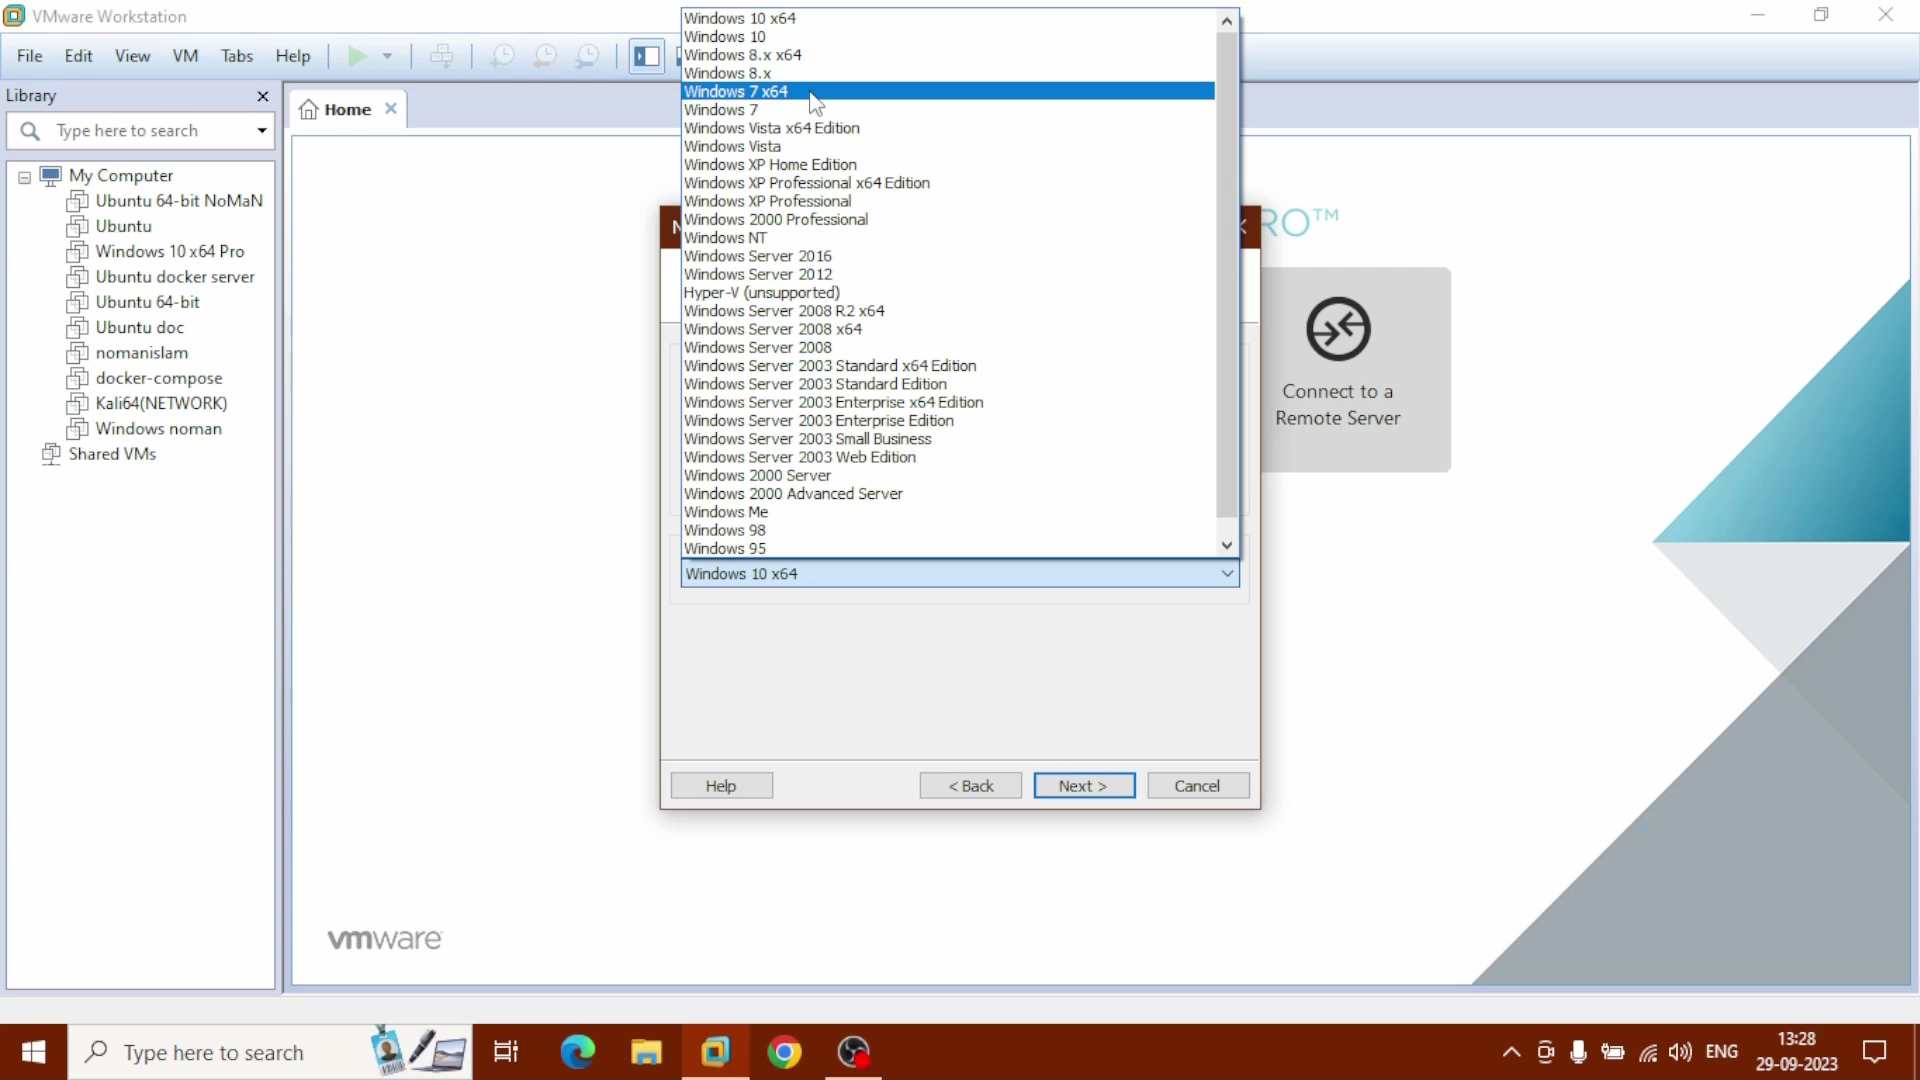 VMware Workstation
File Edit View VM Tabs Help
Library
Type here to search
My Computer
Ubuntu 64-bit NoMaN
Ubuntu
Windows 10 x64 Pro
Ubuntu docker server
Ubuntu 64-bit
Ubuntu doc
nomanislam
docker-compose
Kali64(NETWORK)
Windows noman
Shared VMs
Home
Windows 10 x64
Windows 10
Windows 8.x x64
Windows 8.x
Windows 7 x64
Windows 7
Windows Vista x64 Edition
Windows Vista
Windows XP Home Edition
Windows XP Professional x64 Edition
Windows XP Professional
Windows 2000 Professional
Windows NT
Windows Server 2016
Windows Server 2012
Hyper-V (unsupported)
Windows Server 2008 R2 x64
Windows Server 2008 x64
Windows Server 2008
Windows Server 2003 Standard x64 Edition
Windows Server 2003 Standard Edition
Windows Server 2003 Enterprise x64 Edition
Windows Server 2003 Enterprise Edition
Windows Server 2003 Small Business
Windows Server 2003 Web Edition
Windows 2000 Server
Windows 2000 Advanced Server
Windows Me
Windows 98
Windows 95
Windows 10 x64
RO™
Connect to a
Remote Server
Help < Back Next > Cancel
vmware
Type here to search
ENG
13:28
29-09-2023